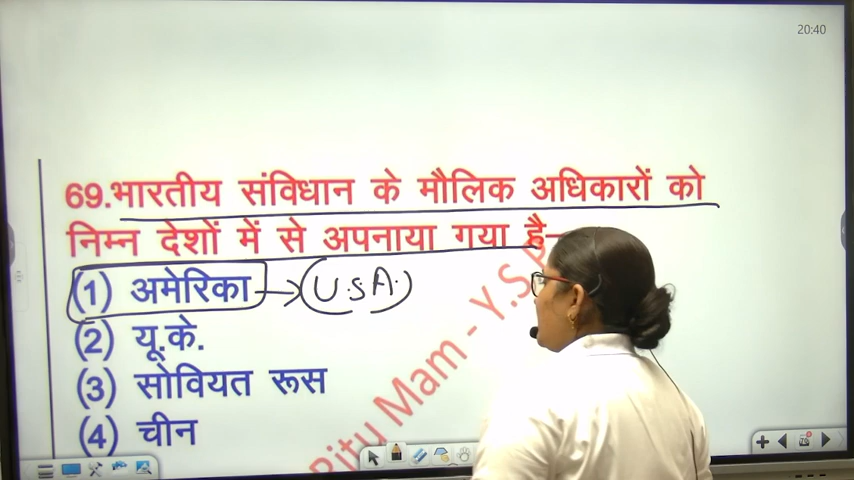 20:40
69.भारतीय संविधान के मौलिक अधिकारों को
निम्न देशों में से अपनाया गया है–
(1) अमेरिका → (U.S.A.)
(2) यू.के.
(3) सोवियत रूस
(4) चीन
Ritu Mam - Y.S.